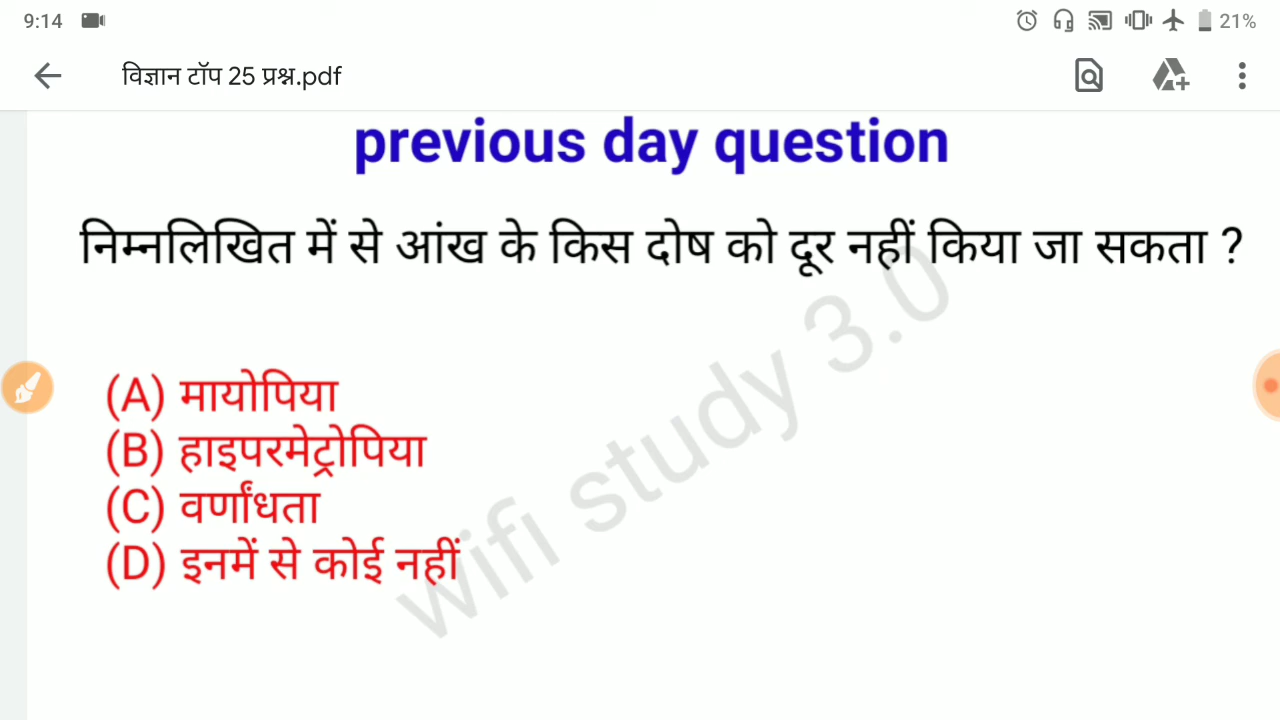 9:14 21%
विज्ञान टॉप 25 प्रश्न.pdf
previous day question
निम्नलिखित में से आंख के किस दोष को दूर नहीं किया जा सकता ?
(A) मायोपिया
(B) हाइपरमेट्रोपिया
(C) वर्णांधता
(D) इनमें से कोई नहीं
wifi study 3.0